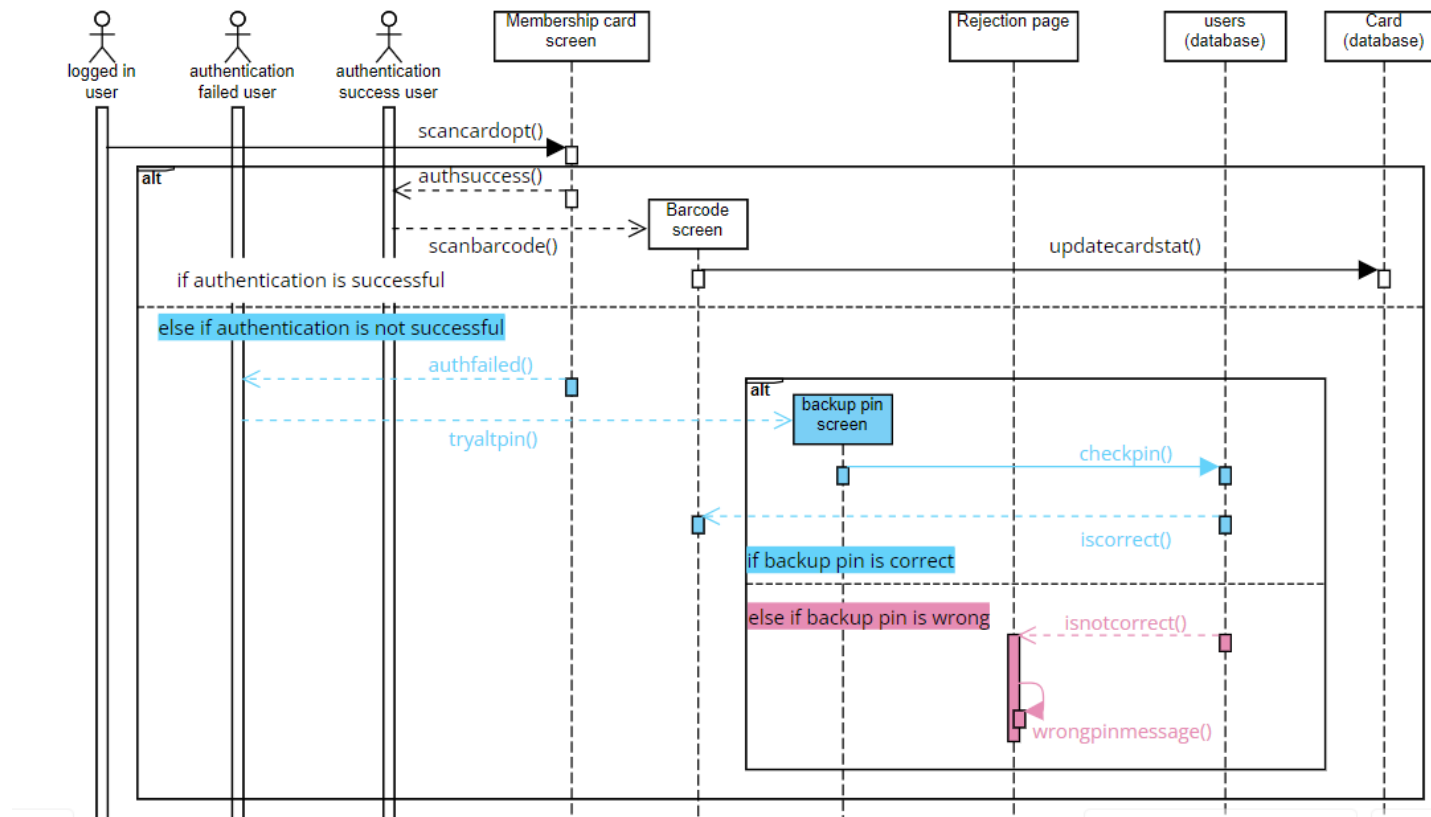 logged in
user
authentication
failed user
authentication
success user
Membership card
screen
Rejection page
users
(database)
Card
(database)
scancardopt()
alt
authsuccess()
Barcode
screen
scanbarcode()
updatecardstat()
if authentication is successful
else if authentication is not successful
authfailed()
alt
backup pin
screen
tryaltpin()
checkpin()
iscorrect()
if backup pin is correct
else if backup pin is wrong
isnotcorrect()
wrongpinmessage()